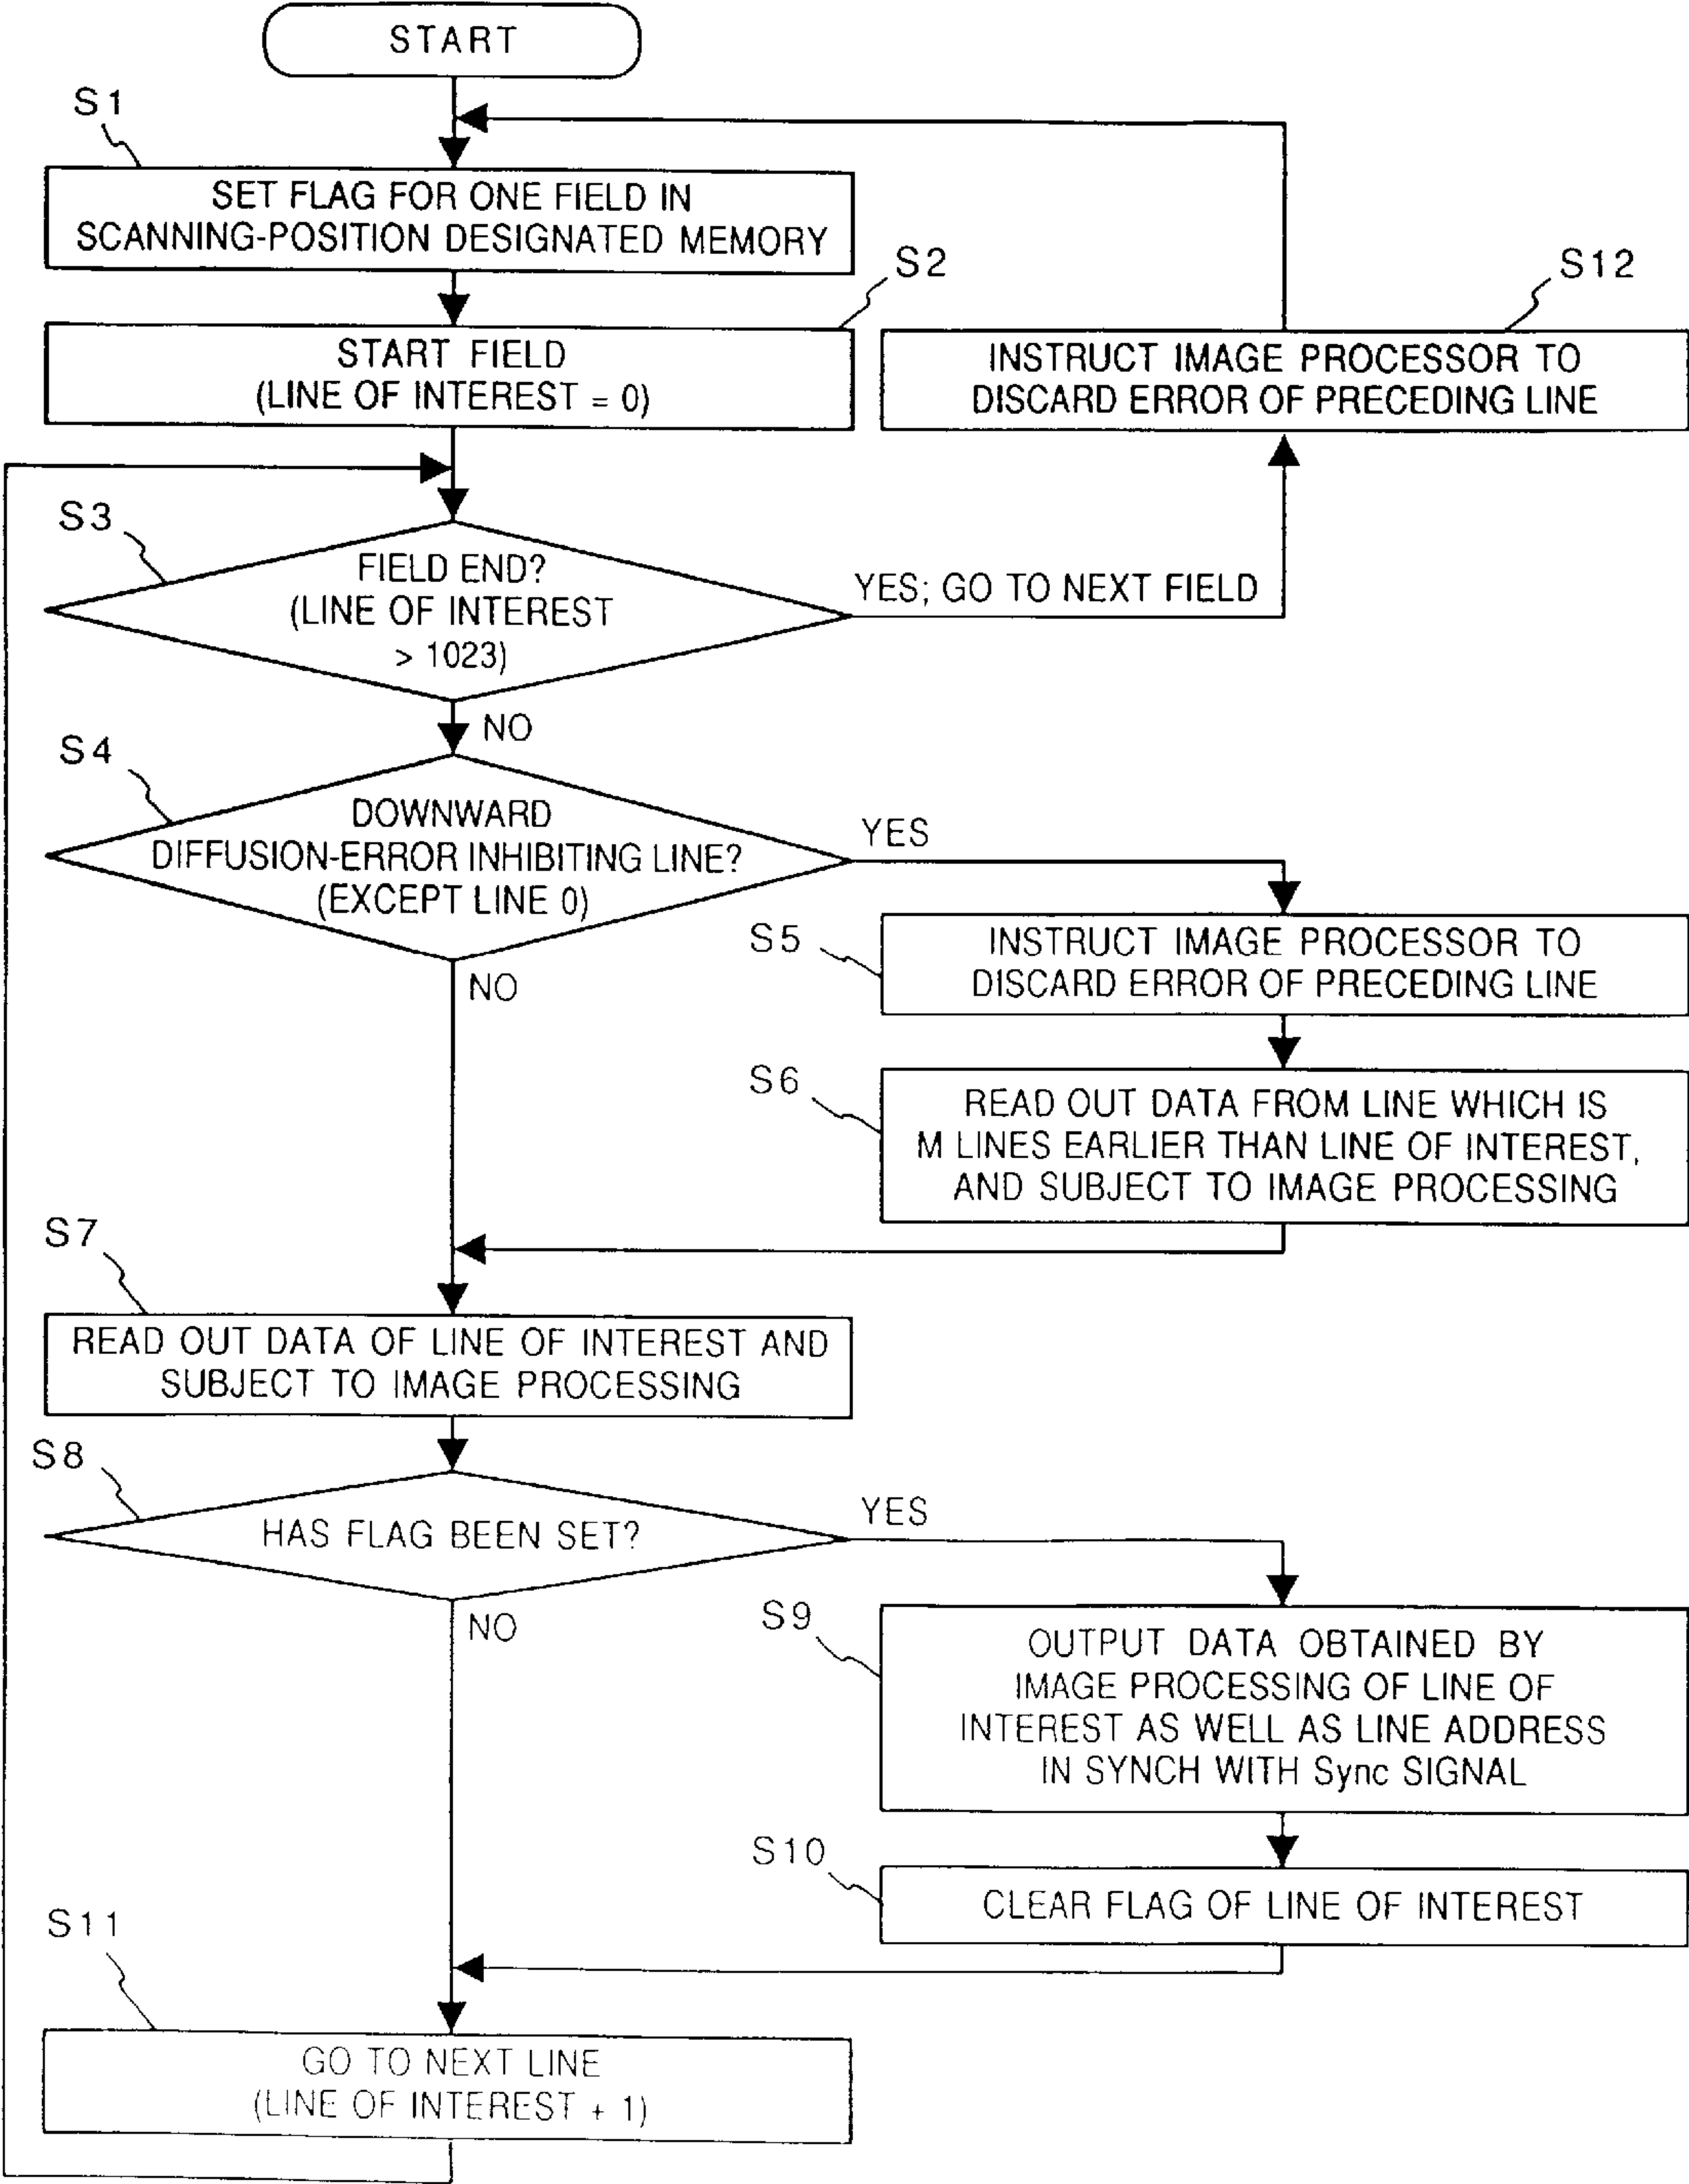 START
S1
SET FLAG FOR ONE FIELD IN
SCANNING-POSITION DESIGNATED MEMORY
S2
START FIELD
(LINE OF INTEREST = 0)
S12
INSTRUCT IMAGE PROCESSOR TO
DISCARD ERROR OF PRECEDING LINE
S3
FIELD END?
(LINE OF INTEREST
> 1023)
YES; GO TO NEXT FIELD
NO
S4
DOWNWARD
DIFFUSION-ERROR INHIBITING LINE?
(EXCEPT LINE 0)
YES
NO
S5
INSTRUCT IMAGE PROCESSOR TO
DISCARD ERROR OF PRECEDING LINE
S6
READ OUT DATA FROM LINE WHICH IS
M LINES EARLIER THAN LINE OF INTEREST,
AND SUBJECT TO IMAGE PROCESSING
S7
READ OUT DATA OF LINE OF INTEREST AND
SUBJECT TO IMAGE PROCESSING
S8
HAS FLAG BEEN SET?
YES
NO
S9
OUTPUT DATA OBTAINED BY
IMAGE PROCESSING OF LINE OF
INTEREST AS WELL AS LINE ADDRESS
IN SYNCH WITH Sync SIGNAL
S10
CLEAR FLAG OF LINE OF INTEREST
S11
GO TO NEXT LINE
(LINE OF INTEREST + 1)